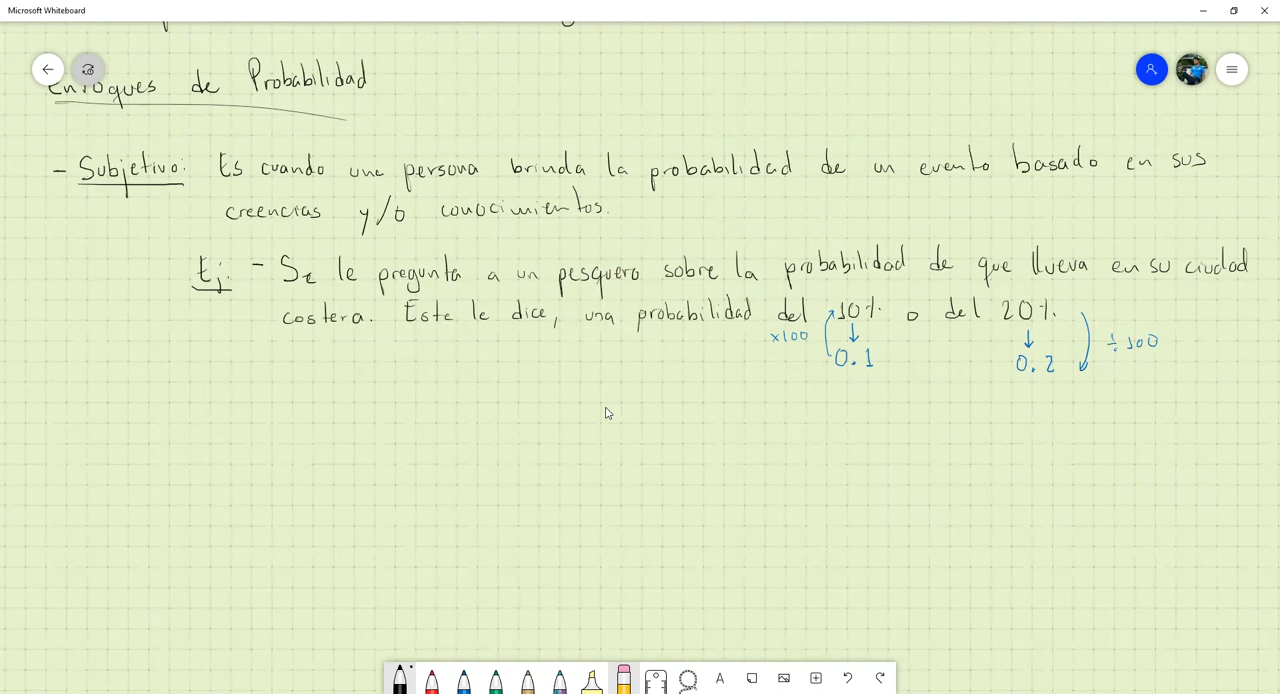 Microsoft Whiteboard
Enfoques de Probabilidad
- Subjetivo: Es cuando una persona brinda la probabilidad de un evento basado en sus
creencias y/o conocimientos.
Ej: - Se le pregunta a un pesquero sobre la probabilidad de que llueva en su ciudad
costera. Este le dice, una probabilidad del 10% o del 20%.
x100 0.1 0.2 ÷100
A